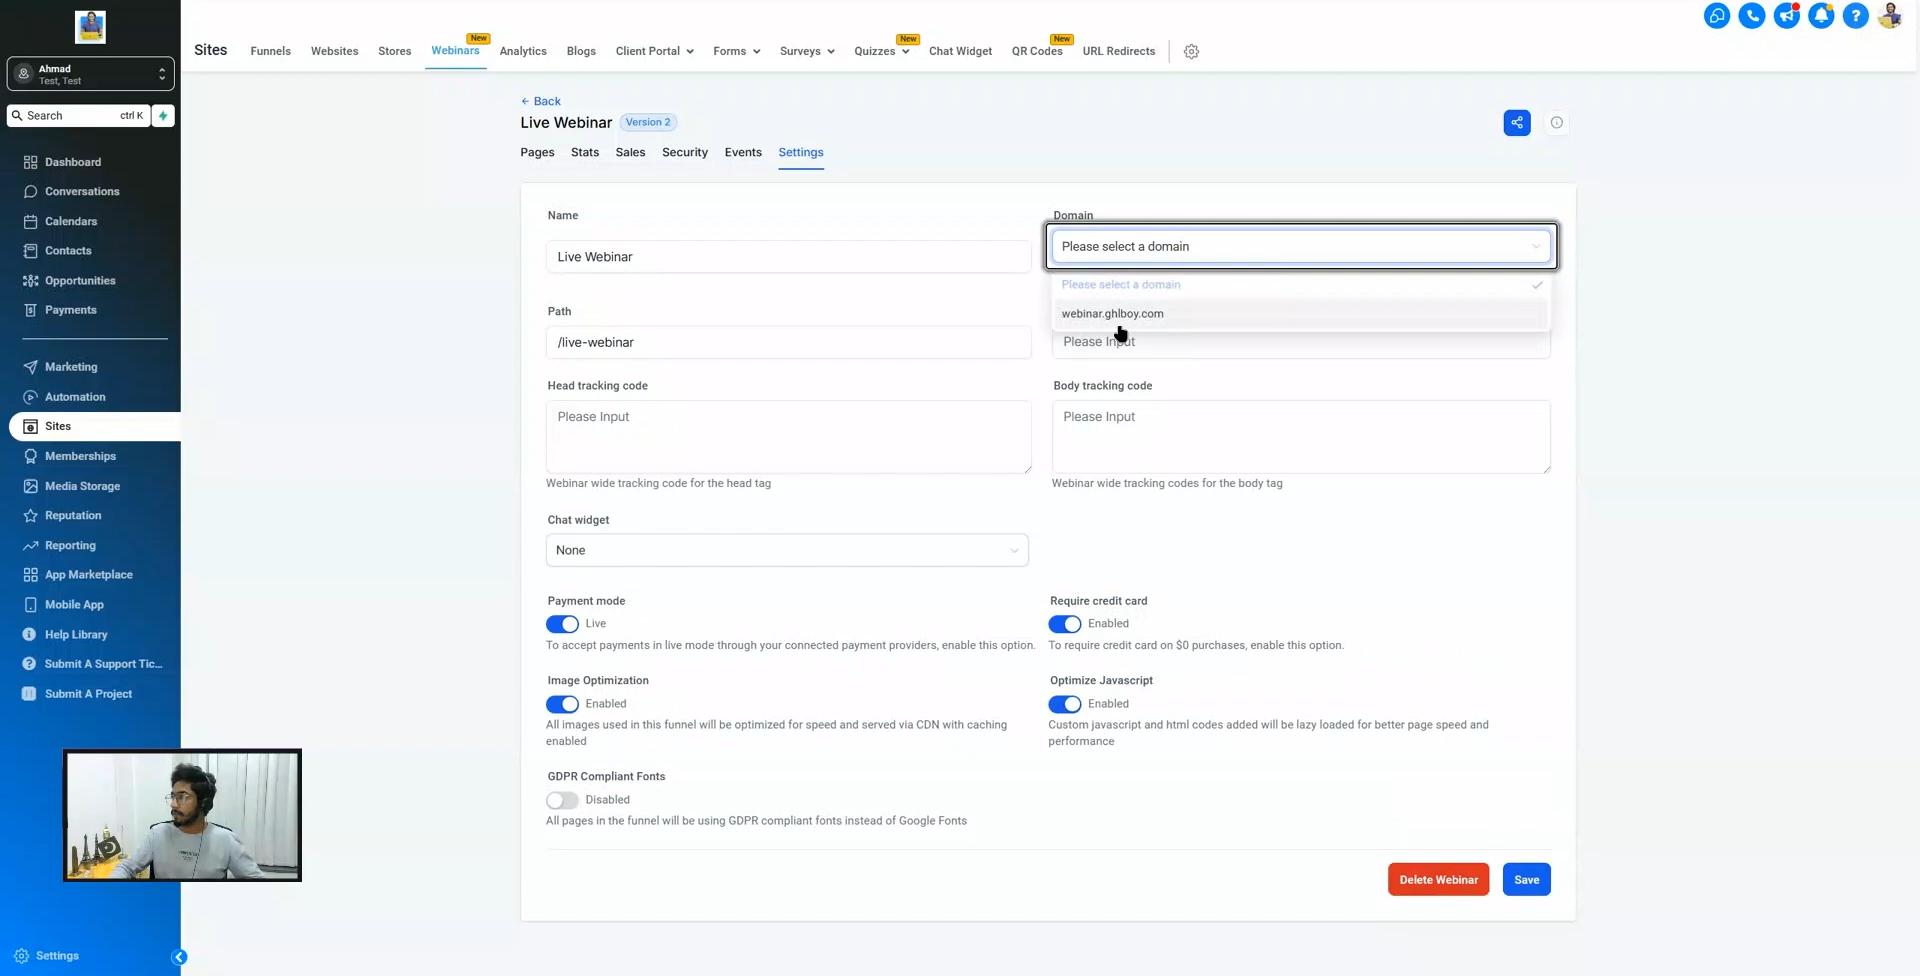 Ahmad
Test, Test
Search ctrl K
Dashboard
Conversations
Calendars
Contacts
Opportunities
Payments
Marketing
Automation
Sites
Memberships
Media Storage
Reputation
Reporting
App Marketplace
Mobile App
Help Library
Submit A Support Tic...
Submit A Project
Settings
Sites Funnels Websites Stores Webinars New Analytics Blogs Client Portal Forms Surveys Quizzes New Chat Widget QR Codes New URL Redirects
← Back
Live Webinar Version 2
Pages Stats Sales Security Events Settings
Name
Live Webinar
Domain
Please select a domain
Please select a domain
webinar.ghlboy.com
Path
/live-webinar
Please Input
Head tracking code
Please Input
Webinar wide tracking code for the head tag
Body tracking code
Please Input
Webinar wide tracking codes for the body tag
Chat widget
None
Payment mode
Live
To accept payments in live mode through your connected payment providers, enable this option.
Require credit card
Enabled
To require credit card on $0 purchases, enable this option.
Image Optimization
Enabled
All images used in this funnel will be optimized for speed and served via CDN with caching
enabled
Optimize Javascript
Enabled
Custom javascript and html codes added will be lazy loaded for better page speed and
performance
GDPR Compliant Fonts
Disabled
All pages in the funnel will be using GDPR compliant fonts instead of Google Fonts
Delete Webinar Save